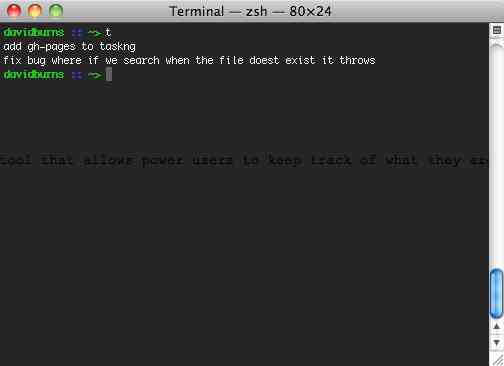 Terminal — zsh — 80×24
davidburns :: ~> t
add gh-pages to taskng
fix bug where if we search when the file doest exist it throws
davidburns :: ~>
tool that allows power users to keep track of what they are